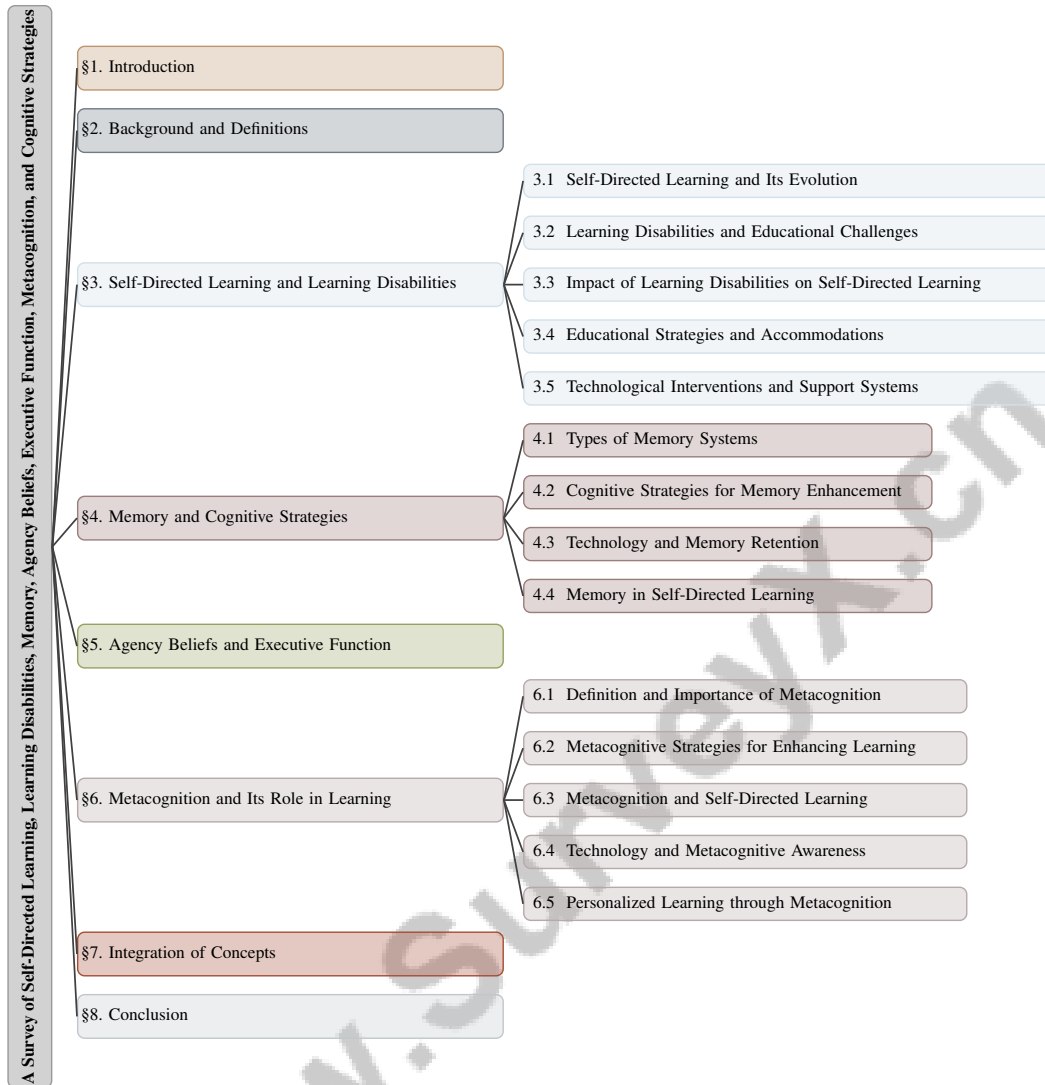 A Survey of Self-Directed Learning, Learning Disabilities, Memory, Agency Beliefs, Executive Function, Metacognition, and Cognitive Strategies
§1. Introduction
§2. Background and Definitions
§3. Self-Directed Learning and Learning Disabilities
3.1 Self-Directed Learning and Its Evolution
3.2 Learning Disabilities and Educational Challenges
3.3 Impact of Learning Disabilities on Self-Directed Learning
3.4 Educational Strategies and Accommodations
3.5 Technological Interventions and Support Systems
§4. Memory and Cognitive Strategies
4.1 Types of Memory Systems
4.2 Cognitive Strategies for Memory Enhancement
4.3 Technology and Memory Retention
4.4 Memory in Self-Directed Learning
§5. Agency Beliefs and Executive Function
§6. Metacognition and Its Role in Learning
6.1 Definition and Importance of Metacognition
6.2 Metacognitive Strategies for Enhancing Learning
6.3 Metacognition and Self-Directed Learning
6.4 Technology and Metacognitive Awareness
6.5 Personalized Learning through Metacognition
§7. Integration of Concepts
§8. Conclusion
w.Surveyx.cn